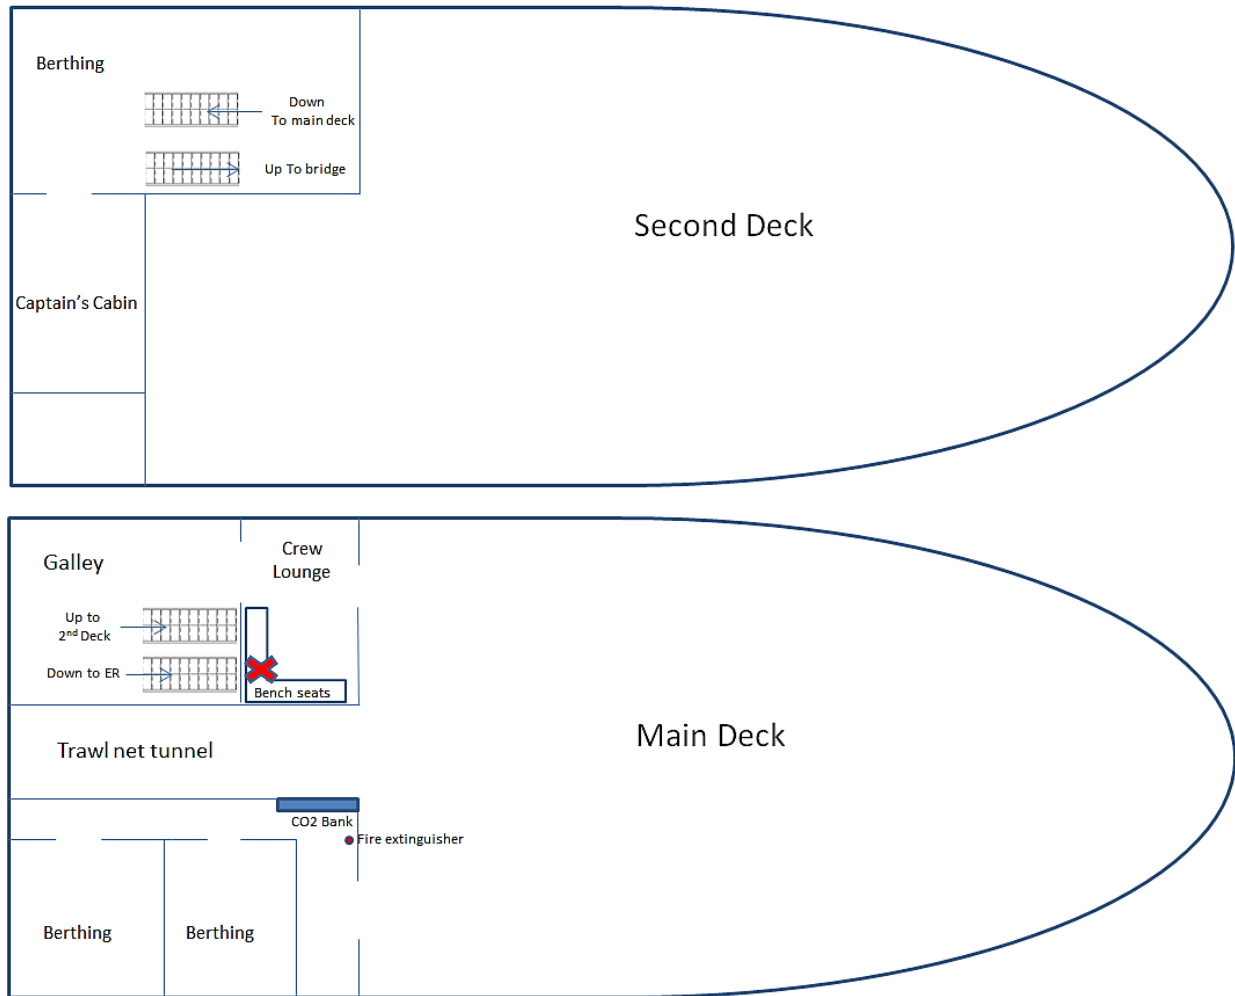 Berthing
Down
To main deck
Up To bridge
Second Deck
Captain's Cabin
Galley
Crew
Lounge
Up to
2nd Deck
Down to ER
Bench seats
Trawl net tunnel
Main Deck
CO2 Bank
Fire extinguisher
Berthing
Berthing